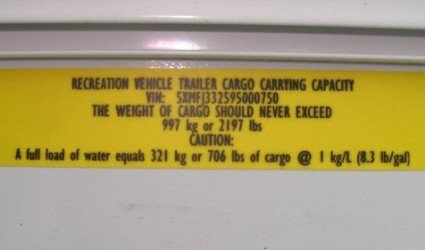 RECREATION VEHICLE TRAILER CARGO CARRYING CAPACITY
VIN: 5XMFJ332595000750
THE WEIGHT OF CARGO SHOULD NEVER EXCEED
997 kg or 2197 lbs
CAUTION:
A full load of water equals 321 kg or 706 lbs of cargo @ 1 kg/L (8.3 lb/gal)